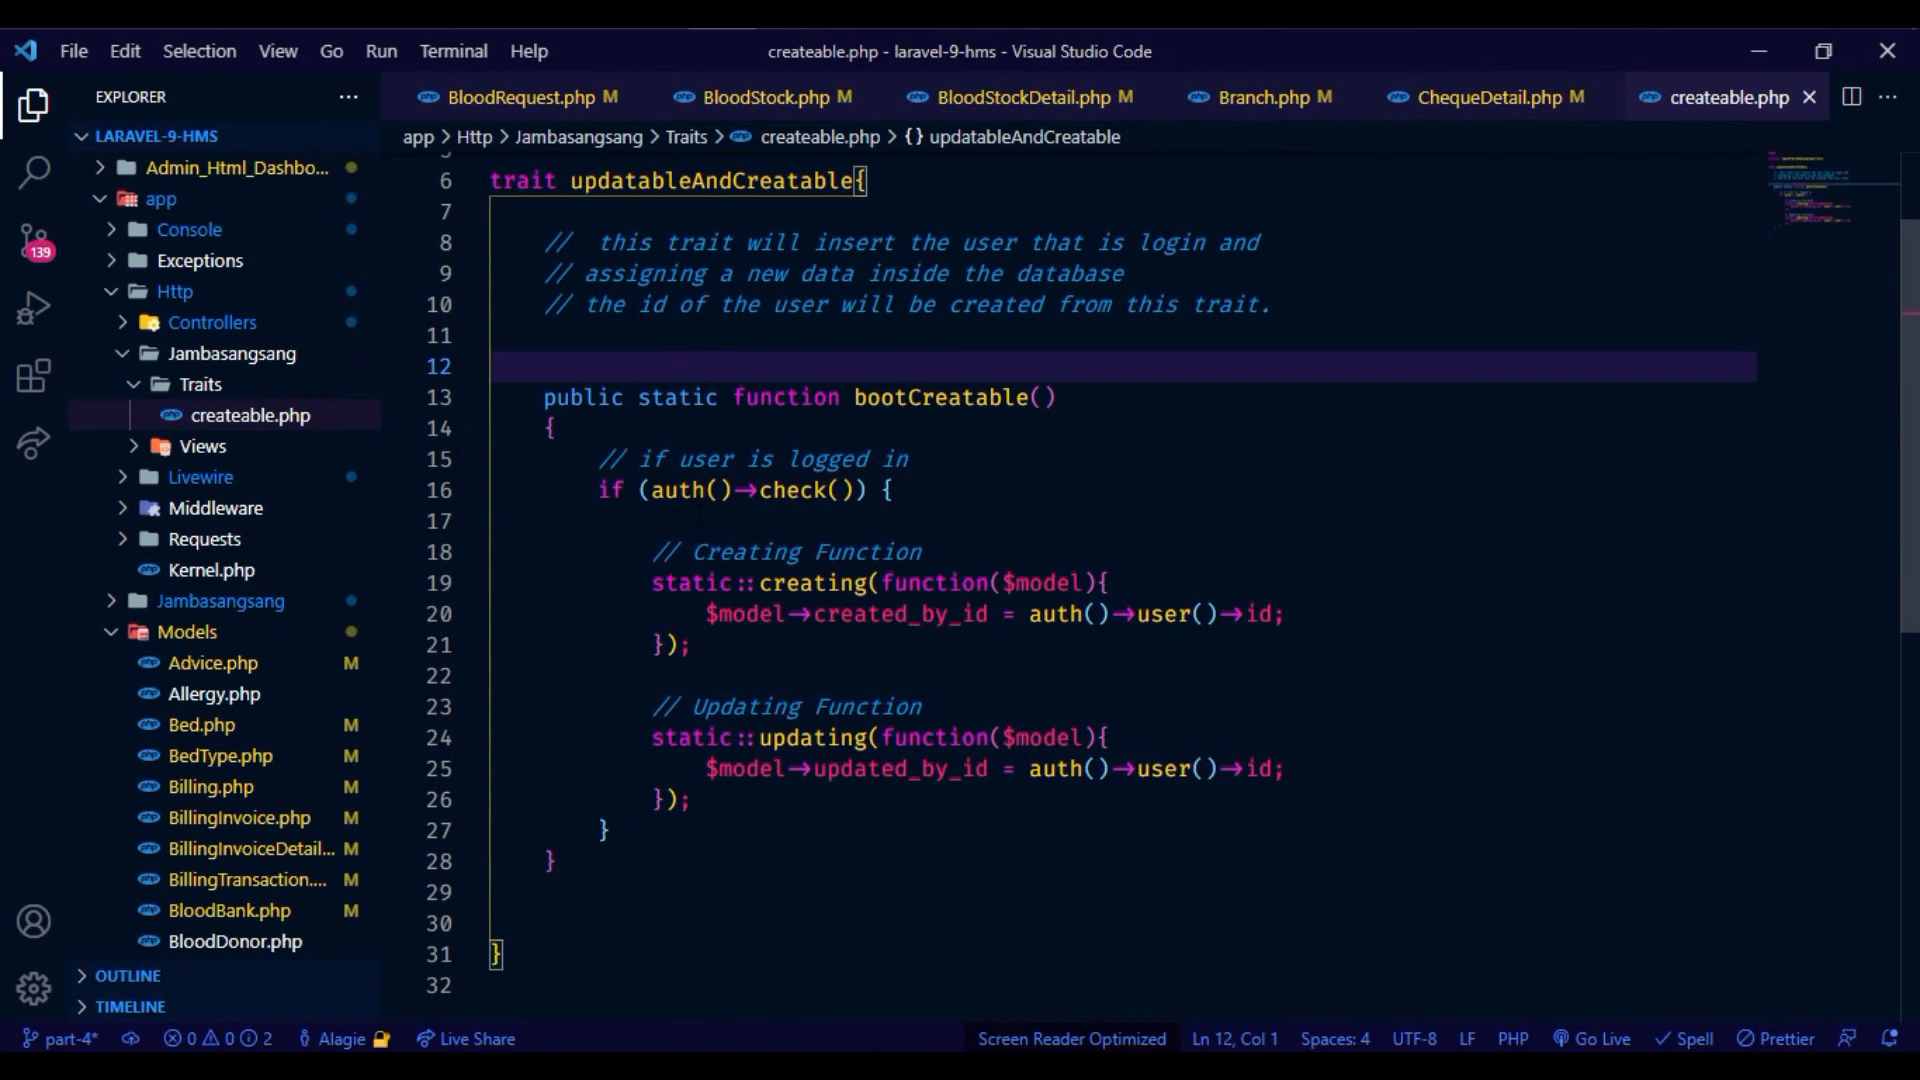 File Edit Selection View Go Run Terminal Help
createable.php - laravel-9-hms - Visual Studio Code
EXPLORER
BloodRequest.php M
BloodStock.php M
BloodStockDetail.php M
Branch.php M
ChequeDetail.php M
createable.php
LARAVEL-9-HMS
Admin_Html_Dashbo...
app
Console
Exceptions
Http
Controllers
Jambasangsang
Traits
createable.php
Views
Livewire
Middleware
Requests
Kernel.php
Jambasangsang
Models
Advice.php M
Allergy.php
Bed.php M
BedType.php M
Billing.php M
BillingInvoice.php M
BillingInvoiceDetail... M
BillingTransaction.... M
BloodBank.php M
BloodDonor.php
OUTLINE
TIMELINE
139
app > Http > Jambasangsang > Traits > createable.php > {} updatableAndCreatable
6 trait updatableAndCreatable{
7
8 // this trait will insert the user that is login and
9 // assigning a new data inside the database
10 // the id of the user will be created from this trait.
11
12
13 public static function bootCreatable()
14 {
15 // if user is logged in
16 if (auth()->check()) {
17
18 // Creating Function
19 static::creating(function($model){
20 $model->created_by_id = auth()->user()->id;
21 });
22
23 // Updating Function
24 static::updating(function($model){
25 $model->updated_by_id = auth()->user()->id;
26 });
27 }
28 }
29
30
31 }
32
part-4* 0 0 2 Alagie Live Share
Screen Reader Optimized Ln 12, Col 1 Spaces: 4 UTF-8 LF PHP Go Live Spell Prettier